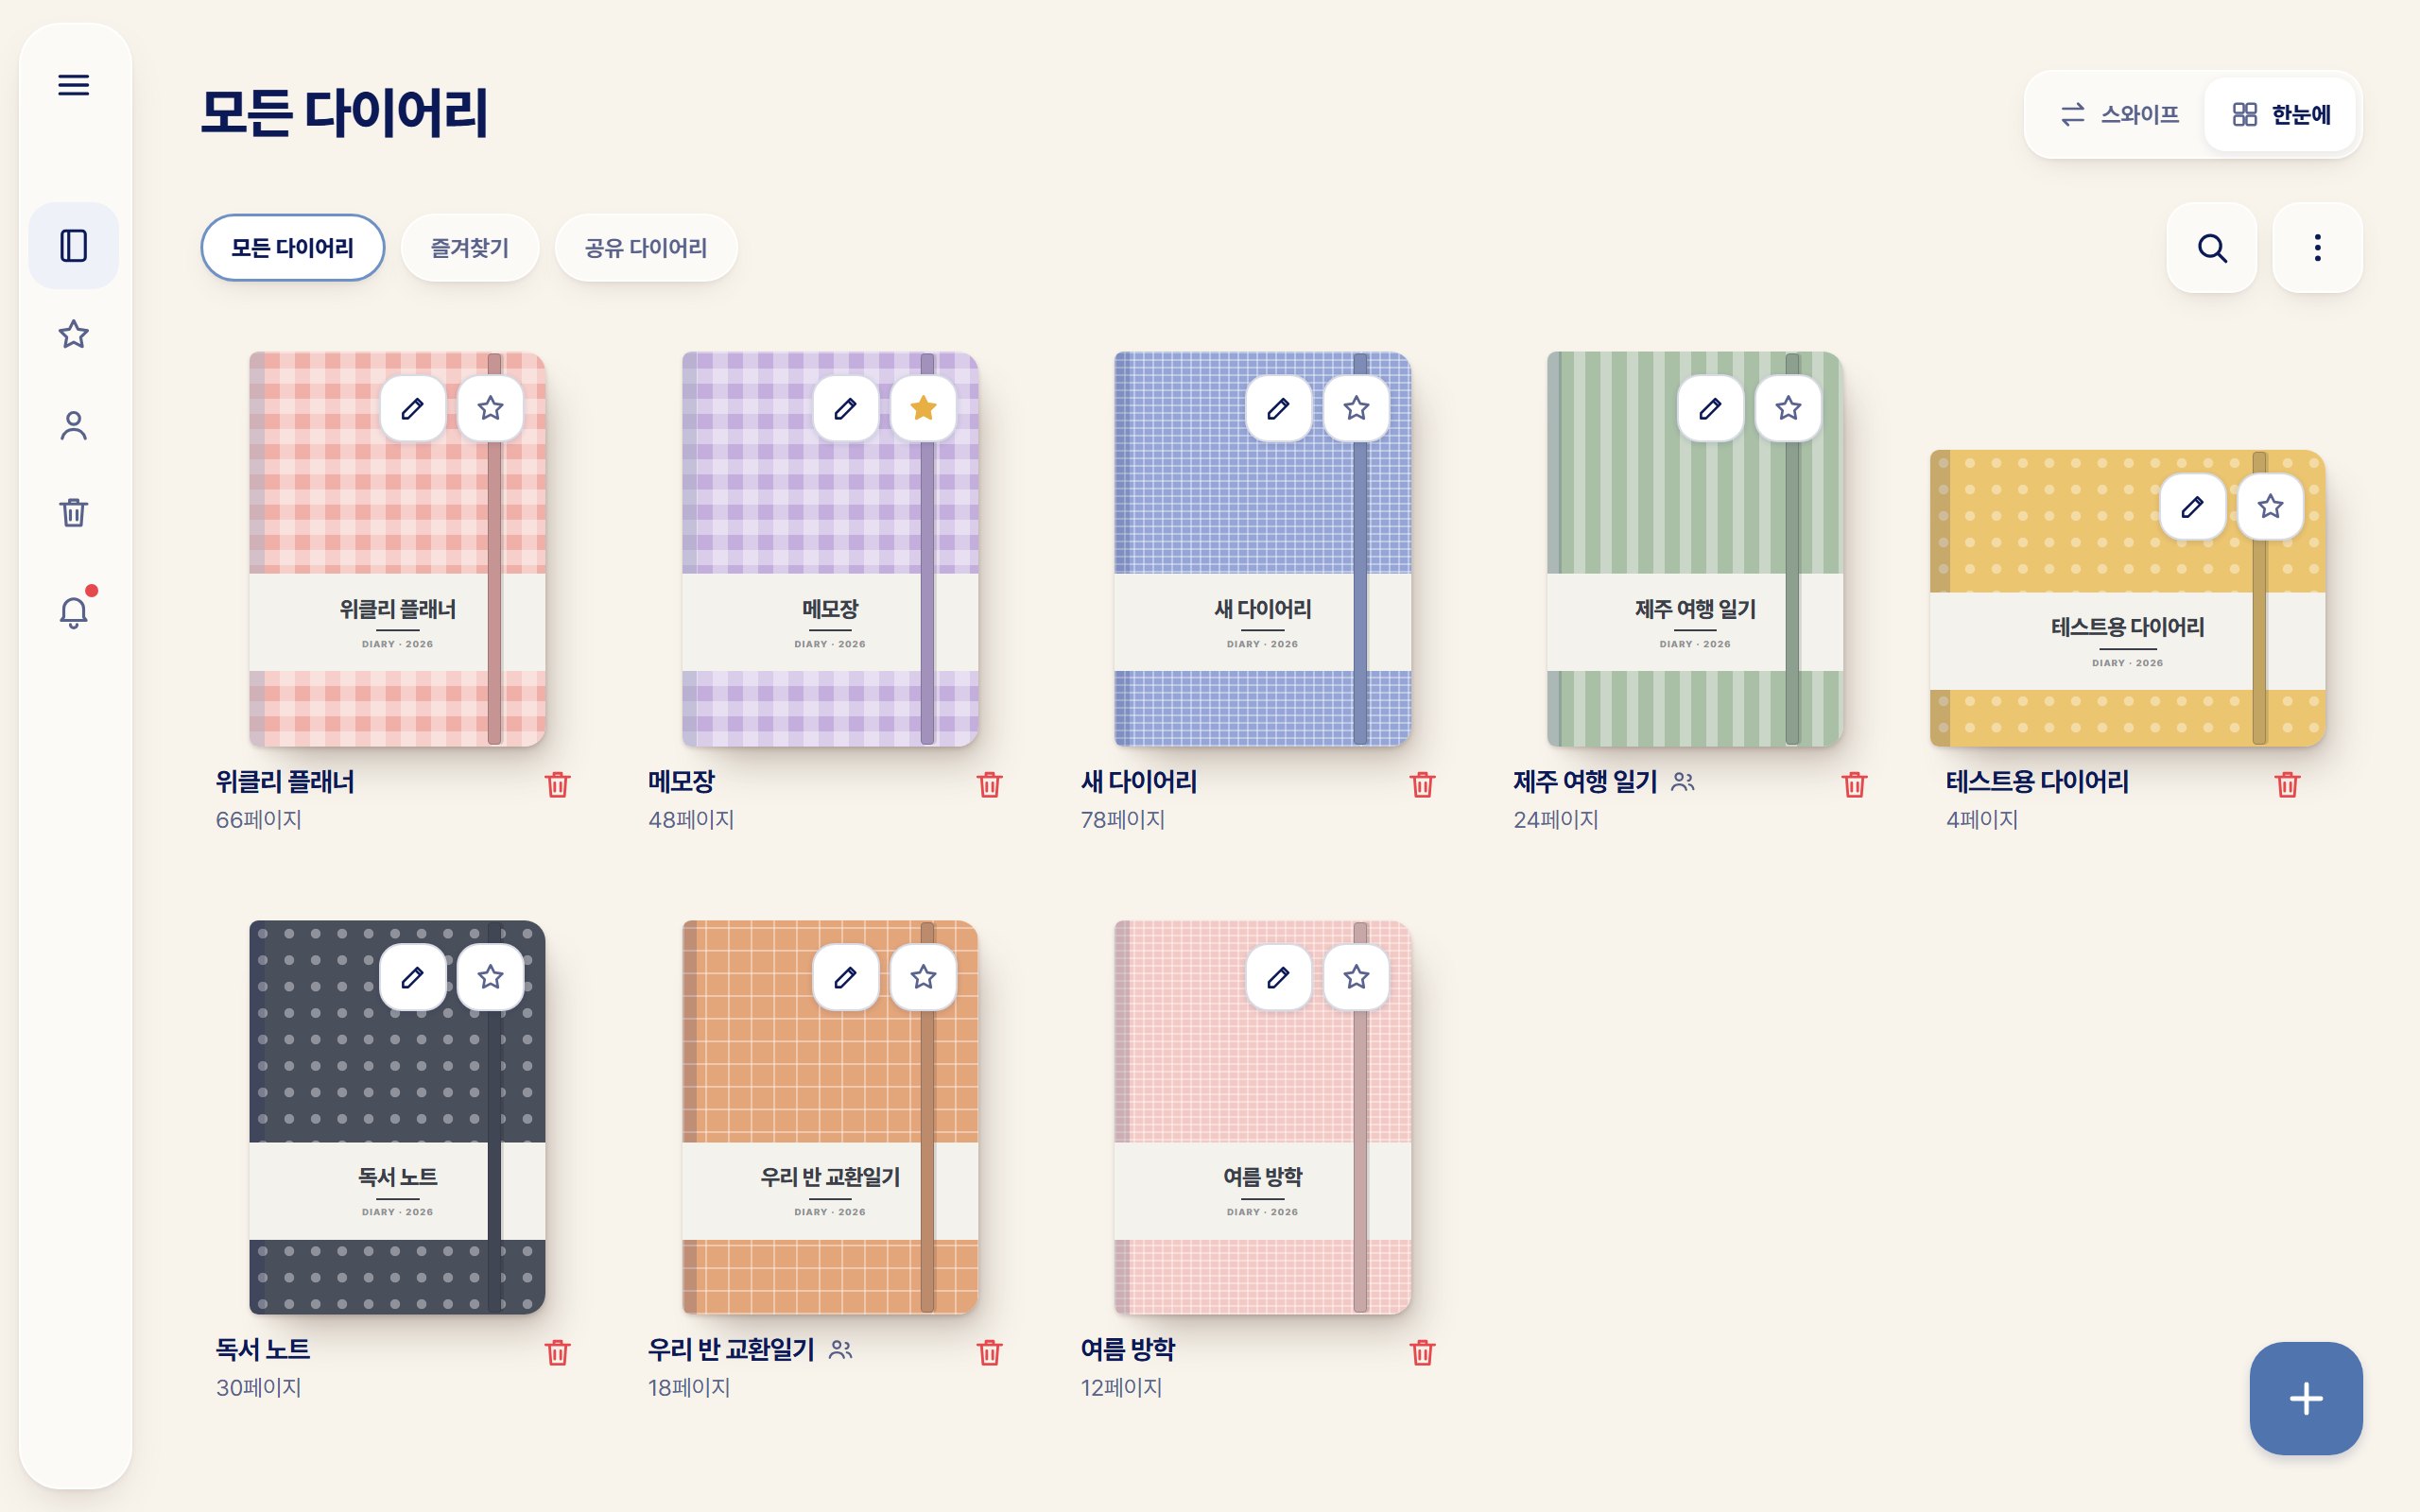 모든 다이어리
스와이프
한눈에
모든 다이어리
즐겨찾기
공유 다이어리
위클리 플래너
DIARY · 2026
메모장
DIARY · 2026
새 다이어리
DIARY · 2026
제주 여행 일기
DIARY · 2026
테스트용 다이어리
DIARY · 2026
위클리 플래너
66페이지
메모장
48페이지
새 다이어리
78페이지
제주 여행 일기
24페이지
테스트용 다이어리
4페이지
독서 노트
DIARY · 2026
우리 반 교환일기
DIARY · 2026
여름 방학
DIARY · 2026
독서 노트
30페이지
우리 반 교환일기
18페이지
여름 방학
12페이지